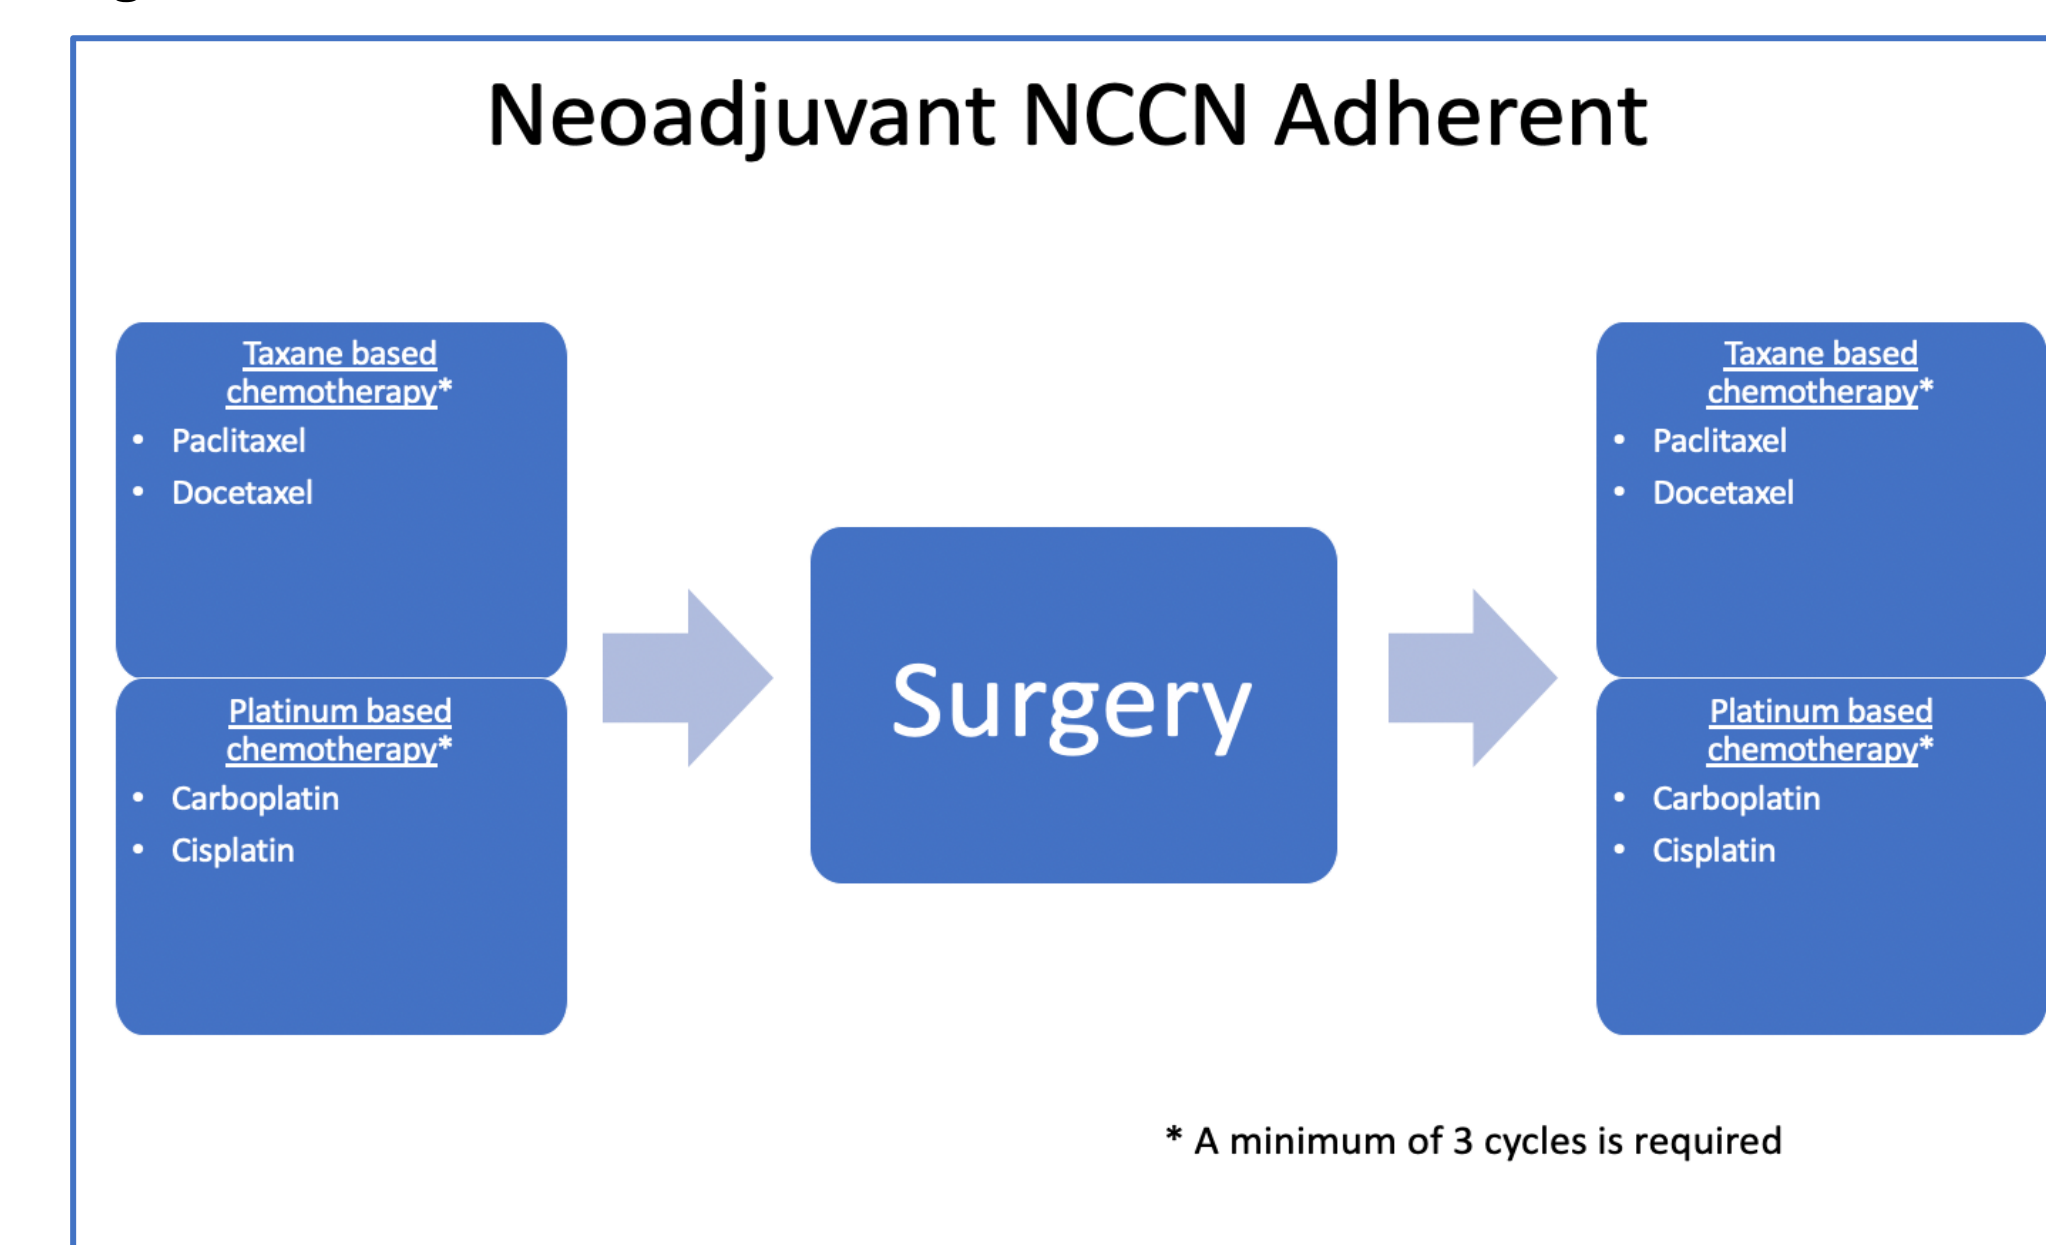 Neoadjuvant NCCN Adherent
Taxane based
chemotherapy*
• Paclitaxel
• Docetaxel
Platinum based
chemotherapy*
• Carboplatin
• Cisplatin
Surgery
Taxane based
chemotherapy*
• Paclitaxel
• Docetaxel
Platinum based
chemotherapy*
• Carboplatin
• Cisplatin
* A minimum of 3 cycles is required